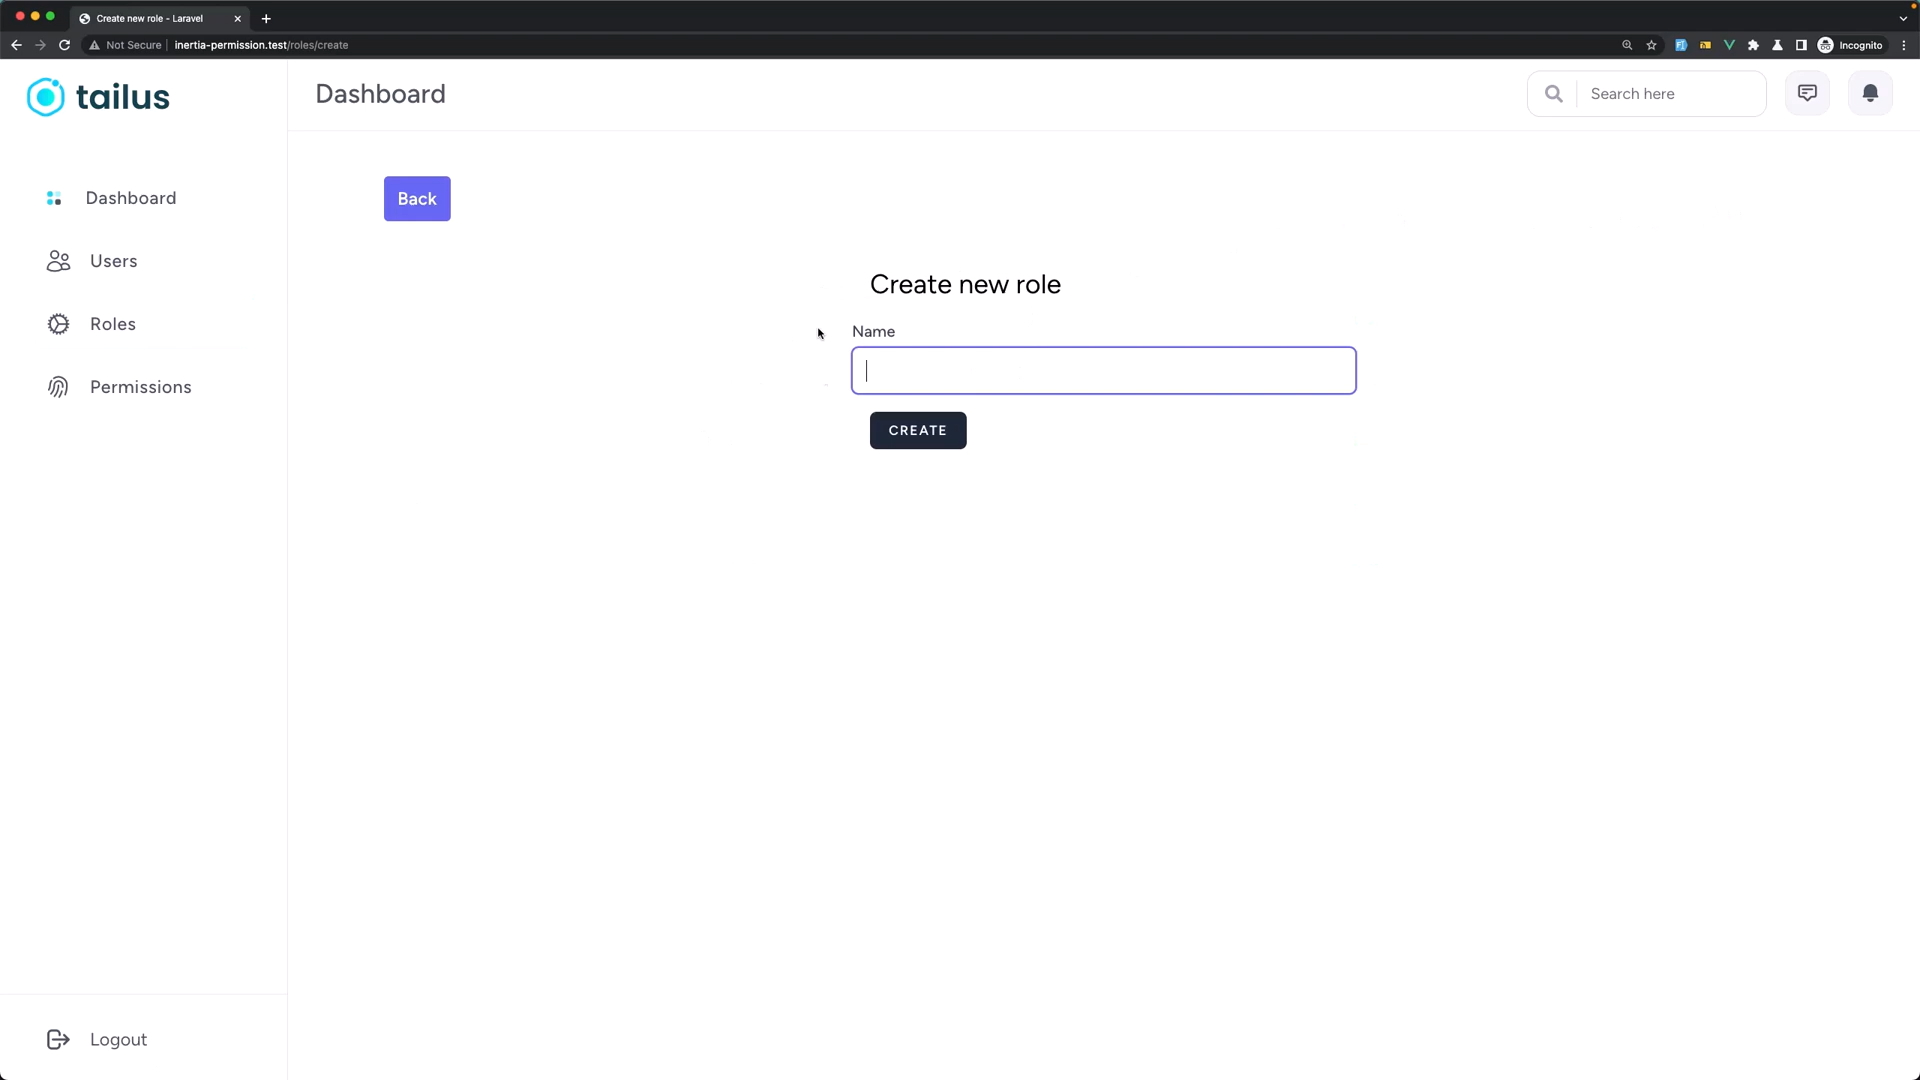 Create new role - Laravel
Not Secure | inertia-permission.test/roles/create
Incognito
tailus
Dashboard
Search here
Dashboard
Users
Roles
Permissions
Back
Create new role
Name
CREATE
Logout